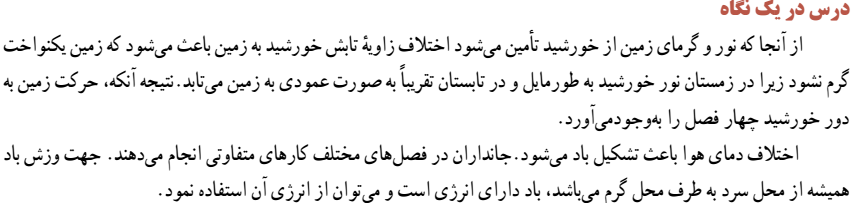 درس در یک نگاه
از آنجا که نور و گرمای زمین از خورشید تأمین می‌شود اختلاف زاویهٔ تابش خورشید به زمین باعث می‌شود که زمین یکنواخت
گرم نشود زیرا در زمستان نور خورشید به طورمایل و در تابستان تقریباً به صورت عمودی به زمین می‌تابد. نتیجه آنکه، حرکت زمین به
دور خورشید چهار فصل را به‌وجودمی‌آورد.
اختلاف دمای هوا باعث تشکیل باد می‌شود. جانداران در فصل‌های مختلف کارهای متفاوتی انجام می‌دهند. جهت وزش باد
همیشه از محل سرد به طرف محل گرم می‌باشد، باد دارای انرژی است و می‌توان از انرژی آن استفاده نمود.